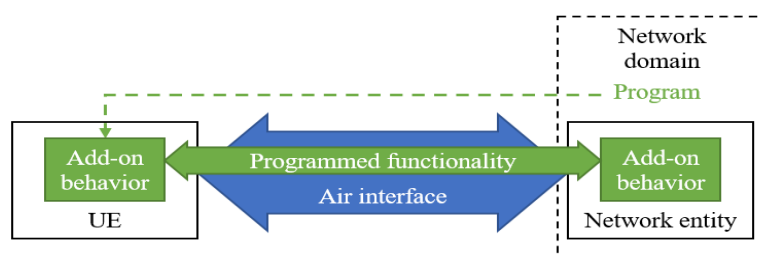 Network
domain
Program
Add-on
behavior
UE
Programmed functionality
Air interface
Add-on
behavior
Network entity